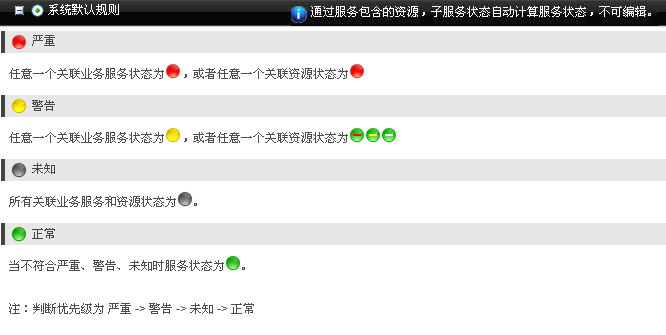 系统默认规则
通过服务包含的资源，子服务状态自动计算服务状态，不可编辑。
严重
任意一个关联业务服务状态为，或者任意一个关联资源状态为
警告
任意一个关联业务服务状态为，或者任意一个关联资源状态为
未知
所有关联业务服务和资源状态为。
正常
当不符合严重、警告、未知时服务状态为。
注：判断优先级为 严重 -> 警告 -> 未知 -> 正常